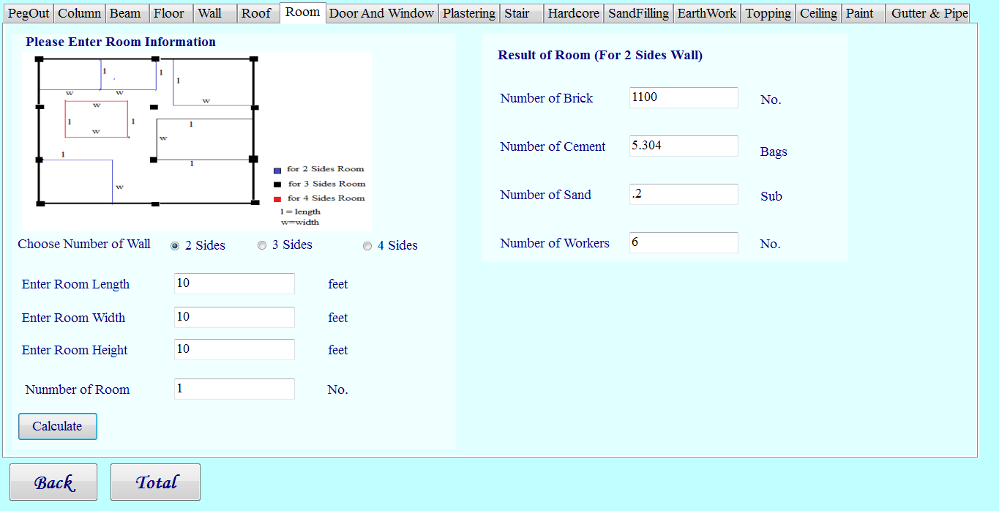 PegOut Column Beam Floor Wall Roof Room Door And Window Plastering Stair Hardcore SandFilling EarthWork Topping Ceiling Paint Gutter & Pipe
Please Enter Room Information
l l l
w w w
w
l l l
w w
l
l
w
for 2 Sides Room
for 3 Sides Room
for 4 Sides Room
l = length
w=width
Choose Number of Wall 2 Sides 3 Sides 4 Sides
Enter Room Length 10 feet
Enter Room Width 10 feet
Enter Room Height 10 feet
Nunmber of Room 1 No.
Calculate
Result of Room (For 2 Sides Wall)
Number of Brick 1100 No.
Number of Cement 5.304 Bags
Number of Sand .2 Sub
Number of Workers 6 No.
Back Total